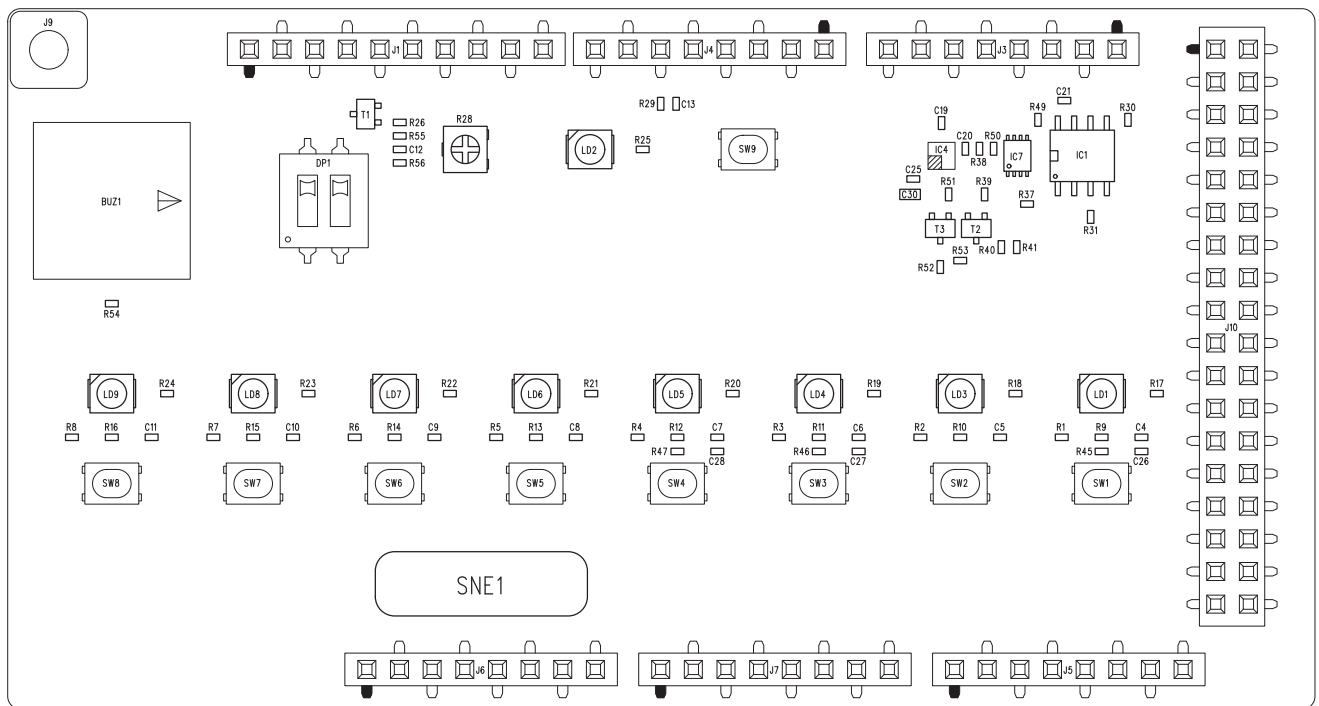 J9
J1
J4
J3
J10
BUZ1
R54
T1
DP1
R26
R55
C12
R56
R28
LD2
R25
R29
C13
SW9
C19
IC4
C20
R38
R50
IC7
R49
C21
IC1
R30
C25
C30
R51
R39
R37
R31
T3
T2
R40
R41
R53
R52
LD9
R24
LD8
R23
LD7
R22
LD6
R21
LD5
R20
LD4
R19
LD3
R18
LD1
R17
R8
R16
C11
R7
R15
C10
R6
R14
C9
R5
R13
C8
R4
R12
C7
R3
R11
C6
R2
R10
C5
R1
R9
C4
R47
C28
R46
C27
R45
C26
SW8
SW7
SW6
SW5
SW4
SW3
SW2
SW1
SNE1
J6
J7
J5